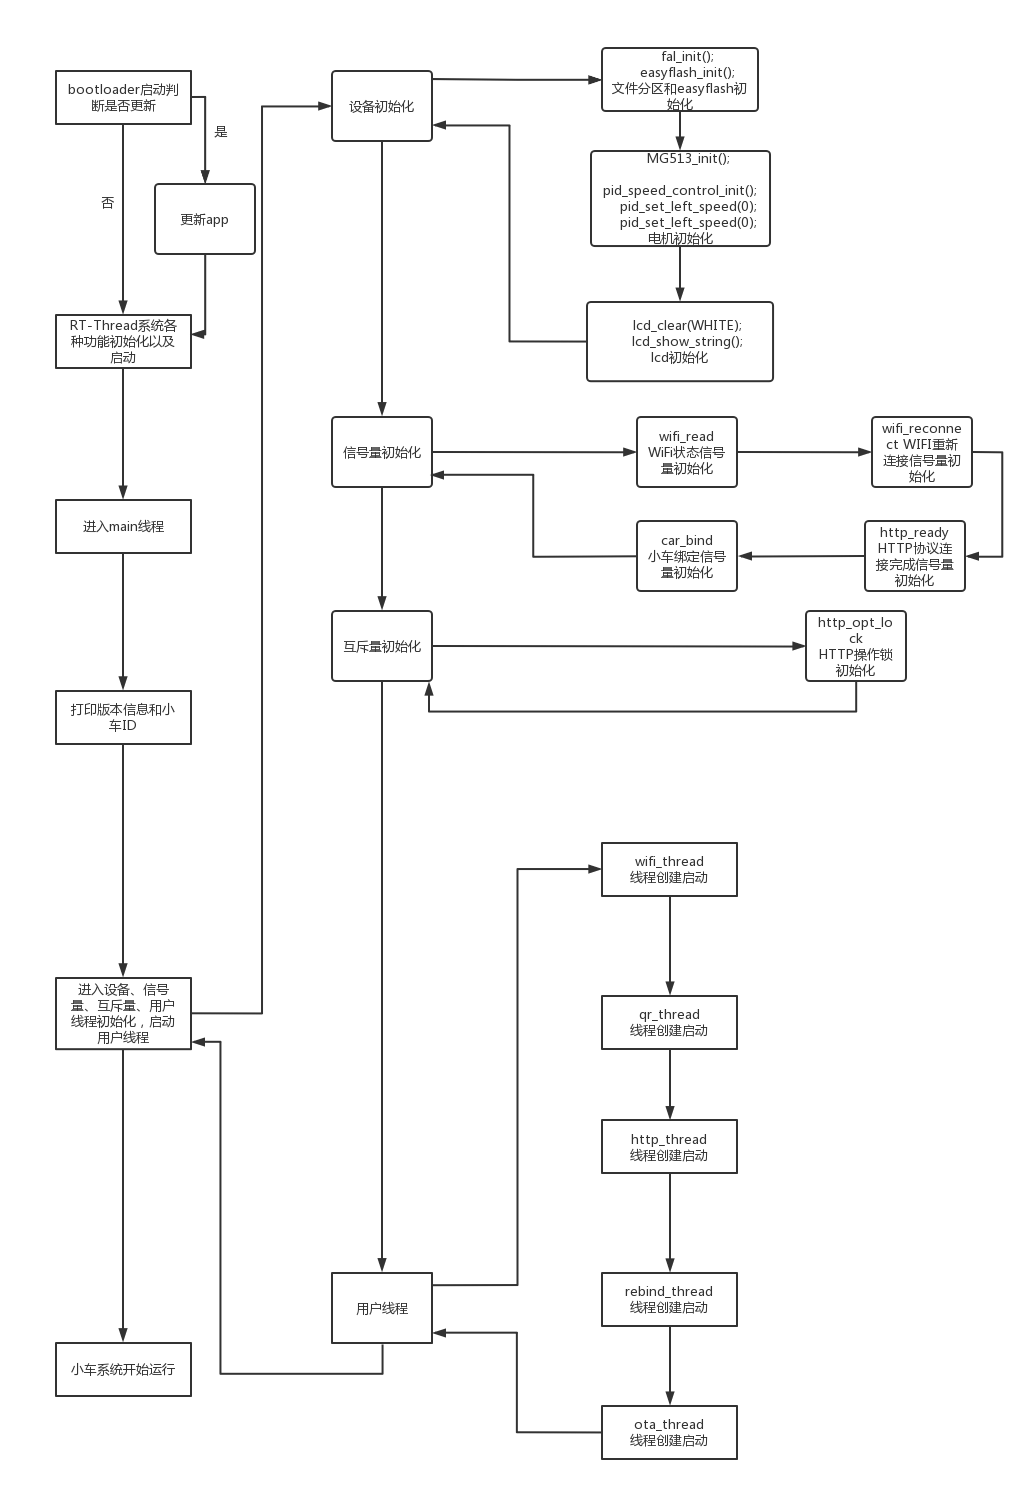 bootloader启动判
断是否更新
是
否
更新app
RT-Thread系统各
种功能初始化以及
启动
进入main线程
打印版本信息和小
车ID
进入设备、信号
量、互斥量、用户
线程初始化，启动
用户线程
小车系统开始运行
设备初始化
fal_init();
easyflash_init();
文件分区和easyflash初
始化
MG513_init();
pid_speed_control_init();
pid_set_left_speed(0);
pid_set_left_speed(0);
电机初始化
lcd_clear(WHITE);
lcd_show_string();
lcd初始化
信号量初始化
wifi_read
WiFi状态信号
量初始化
wifi_reconne
ct WIFI重新
连接信号量初
始化
http_ready
HTTP协议连
接完成信号量
初始化
car_bind
小车绑定信号
量初始化
互斥量初始化
http_opt_lo
ck
HTTP操作锁
初始化
用户线程
wifi_thread
线程创建启动
qr_thread
线程创建启动
http_thread
线程创建启动
rebind_thread
线程创建启动
ota_thread
线程创建启动